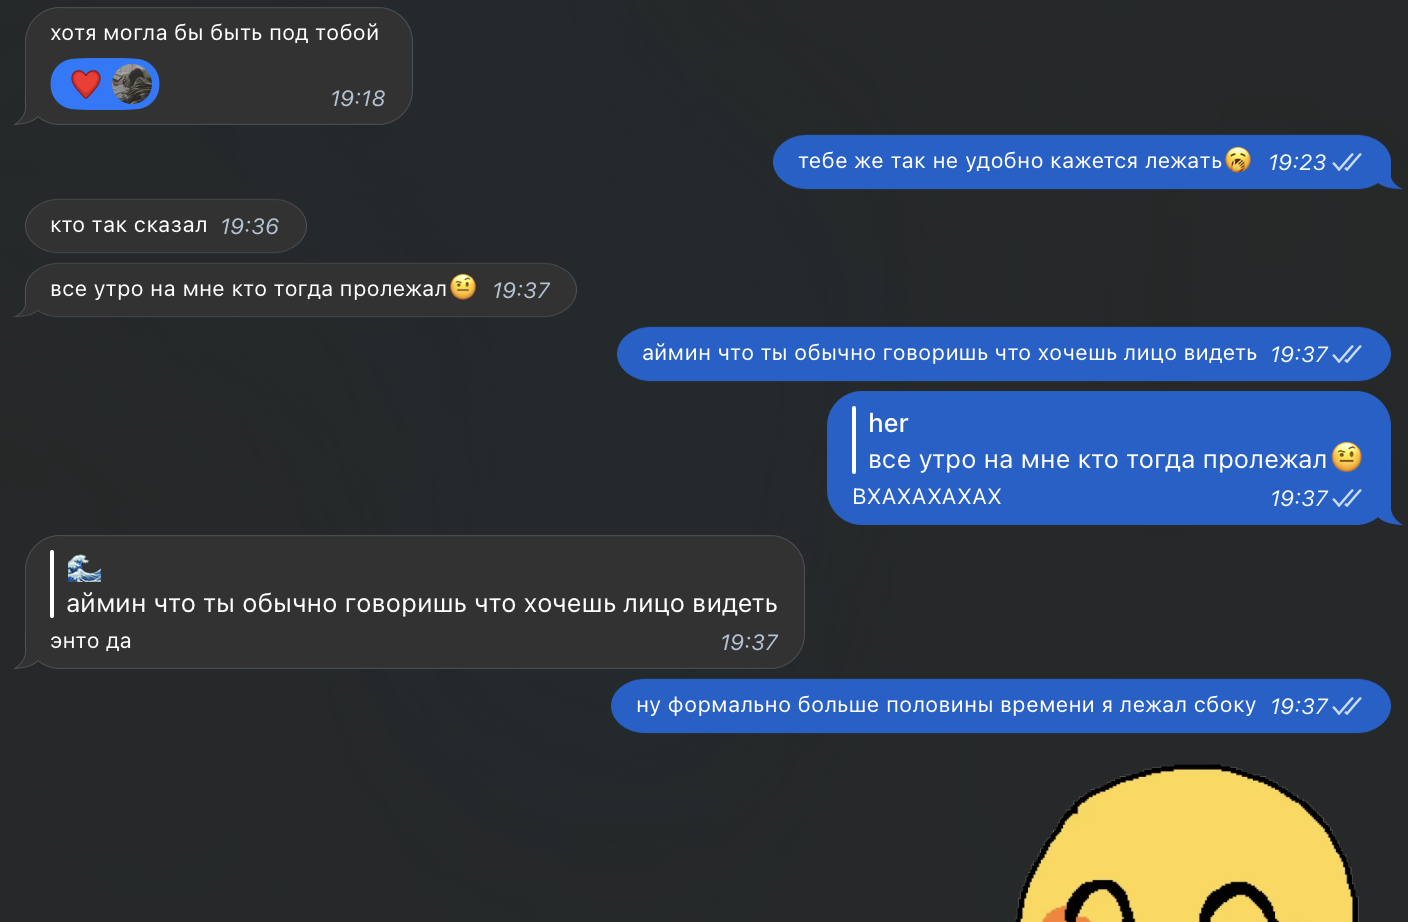 хотя могла бы быть под тобой
❤️ 19:18
тебе же так не удобно кажется лежать🥱 19:23
кто так сказал 19:36
все утро на мне кто тогда пролежал🤨 19:37
аймин что ты обычно говоришь что хочешь лицо видеть 19:37
her
все утро на мне кто тогда пролежал🤨
ВХАХАХАХАХ 19:37
🌊
аймин что ты обычно говоришь что хочешь лицо видеть
энто да 19:37
ну формально больше половины времени я лежал сбоку 19:37